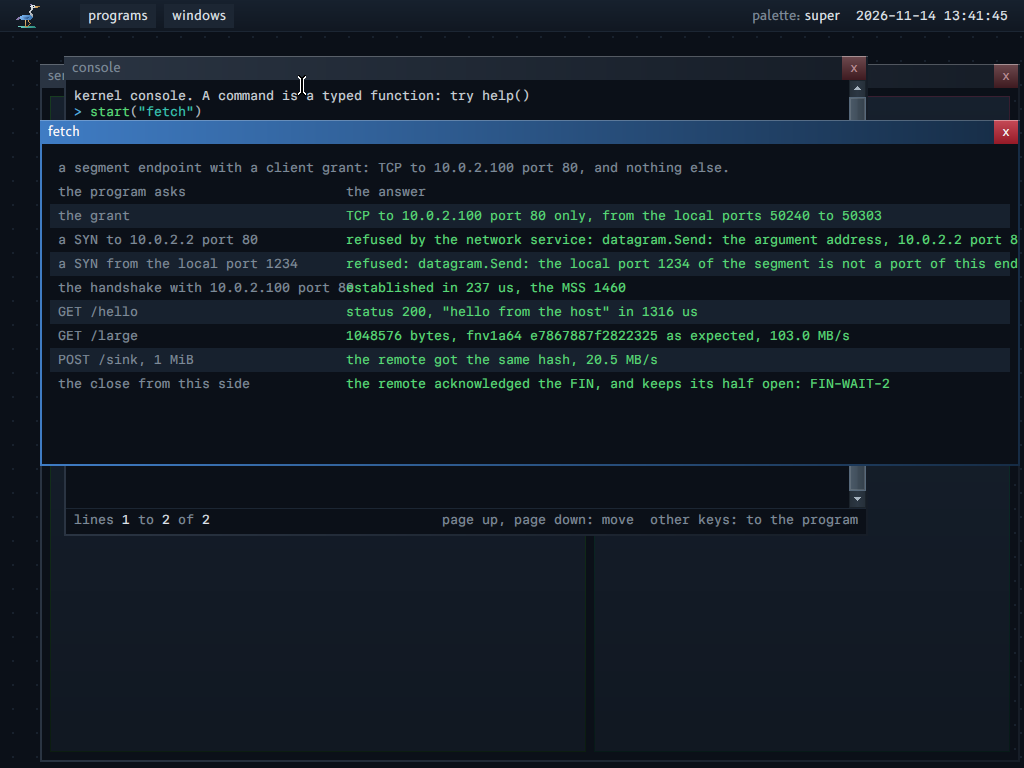 programs windows palette: super 2026-11-14 13:41:45
console x
x
kernel console. A command is a typed function: try help()
> start("fetch")
fetch x
a segment endpoint with a client grant: TCP to 10.0.2.100 port 80, and nothing else.
the program asks the answer
the grant TCP to 10.0.2.100 port 80 only, from the local ports 50240 to 50303
a SYN to 10.0.2.2 port 80 refused by the network service: datagram.Send: the argument address, 10.0.2.2 port 8
a SYN from the local port 1234 refused: datagram.Send: the local port 1234 of the segment is not a port of this end
the handshake with 10.0.2.100 port 80 established in 237 us, the MSS 1460
GET /hello status 200, "hello from the host" in 1316 us
GET /large 1048576 bytes, fnv1a64 e7867887f2822325 as expected, 103.0 MB/s
POST /sink, 1 MiB the remote got the same hash, 20.5 MB/s
the close from this side the remote acknowledged the FIN, and keeps its half open: FIN-WAIT-2
lines 1 to 2 of 2 page up, page down: move other keys: to the program